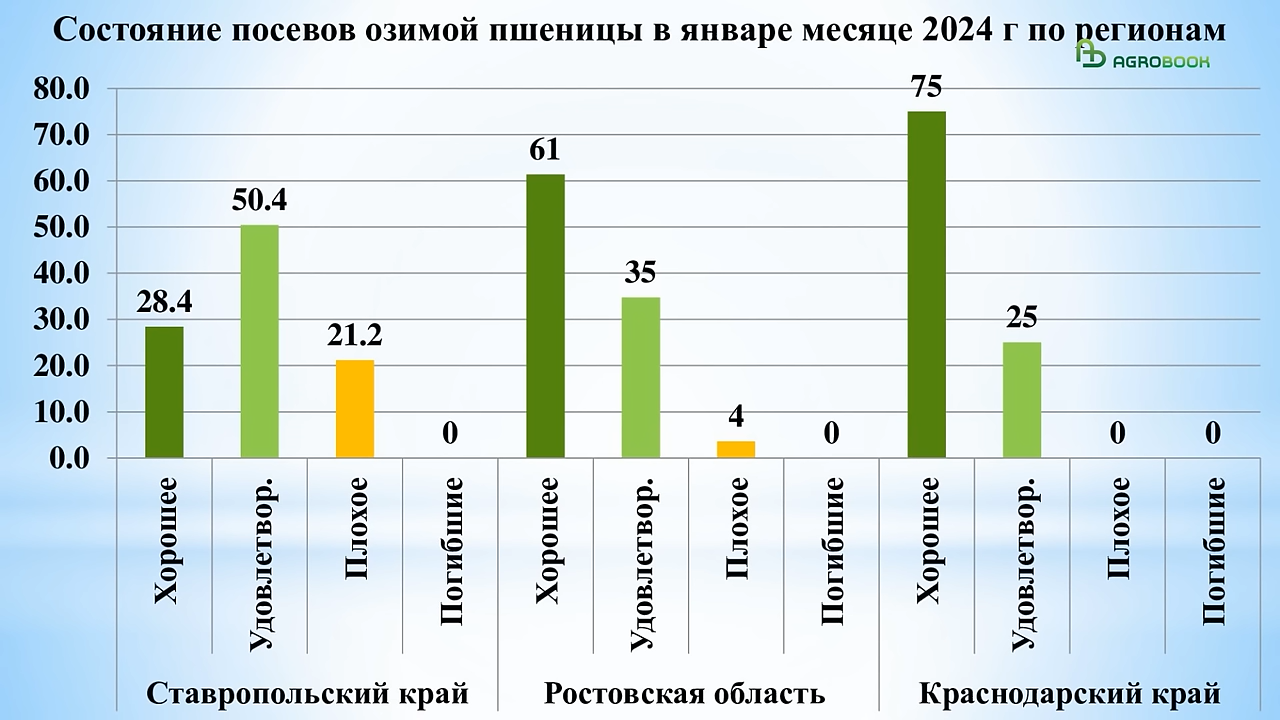 Состояние посевов озимой пшеницы в январе месяце 2024 г по регионам
AGROBOOK
80.0
70.0
60.0
50.0
40.0
30.0
20.0
10.0
0.0
28.4
50.4
21.2
0
61
35
4
0
75
25
0
0
Хорошее
Удовлетвор.
Плохое
Погибшие
Хорошее
Удовлетвор.
Плохое
Погибшие
Хорошее
Удовлетвор.
Плохое
Погибшие
Ставропольский край
Ростовская область
Краснодарский край